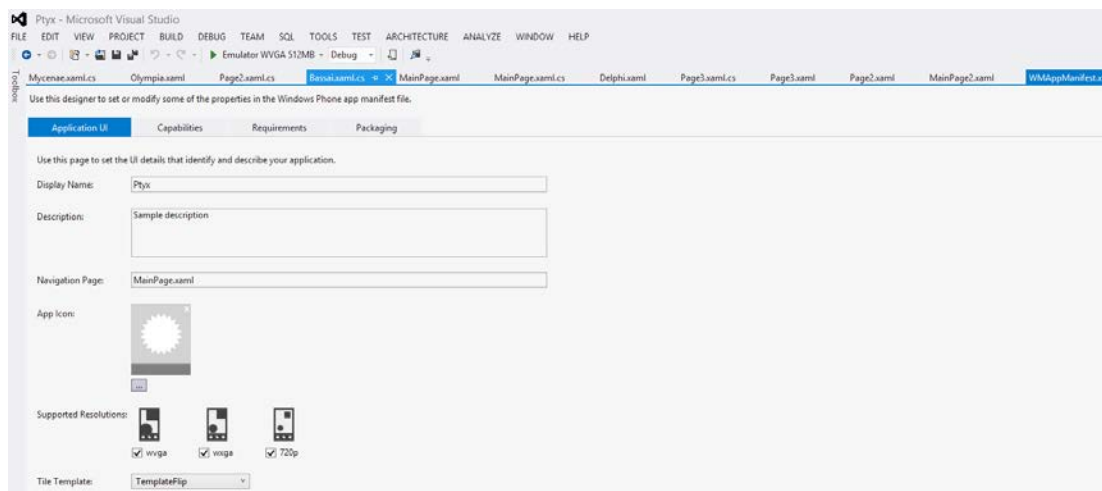 Ptyx - Microsoft Visual Studio
FILE EDIT VIEW PROJECT BUILD DEBUG TEAM SQL TOOLS TEST ARCHITECTURE ANALYZE WINDOW HELP
Emulator WVGA 512MB Debug
Toolbox
Mycenae.xaml.cs Olympia.xaml Page2.xaml.cs Bassai.xaml.cs MainPage.xaml MainPage.xaml.cs Delphi.xaml Page3.xaml.cs Page3.xaml Page2.xaml MainPage2.xaml WMAppManifest.x
Use this designer to set or modify some of the properties in the Windows Phone app manifest file.
Application UI Capabilities Requirements Packaging
Use this page to set the UI details that identify and describe your application.
Display Name: Ptyx
Description: Sample description
Navigation Page: MainPage.xaml
App Icon:
...
Supported Resolutions:
wvga wxga 720p
Tile Template: TemplateFlip